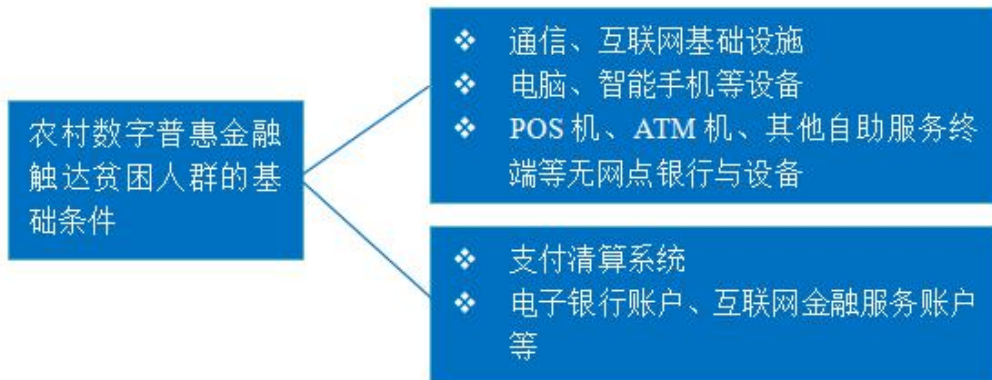 农村数字普惠金融
触达贫困人群的基
础条件
❖ 通信、互联网基础设施
❖ 电脑、智能手机等设备
❖ POS 机、ATM 机、其他自助服务终
端等无网点银行与设备
❖ 支付清算系统
❖ 电子银行账户、互联网金融服务账户
等